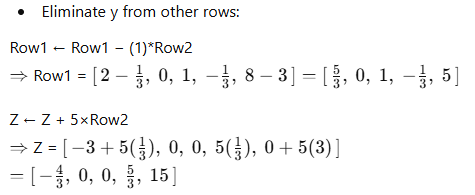 • Eliminate y from other rows:
Row1 ← Row1 − (1)*Row2
⇒ Row1 = [2 − 1/3, 0, 1, −1/3, 8 − 3] = [5/3, 0, 1, −1/3, 5]
Z ← Z + 5×Row2
⇒ Z = [−3 + 5(1/3), 0, 0, 5(1/3), 0 + 5(3)]
= [−4/3, 0, 0, 5/3, 15]